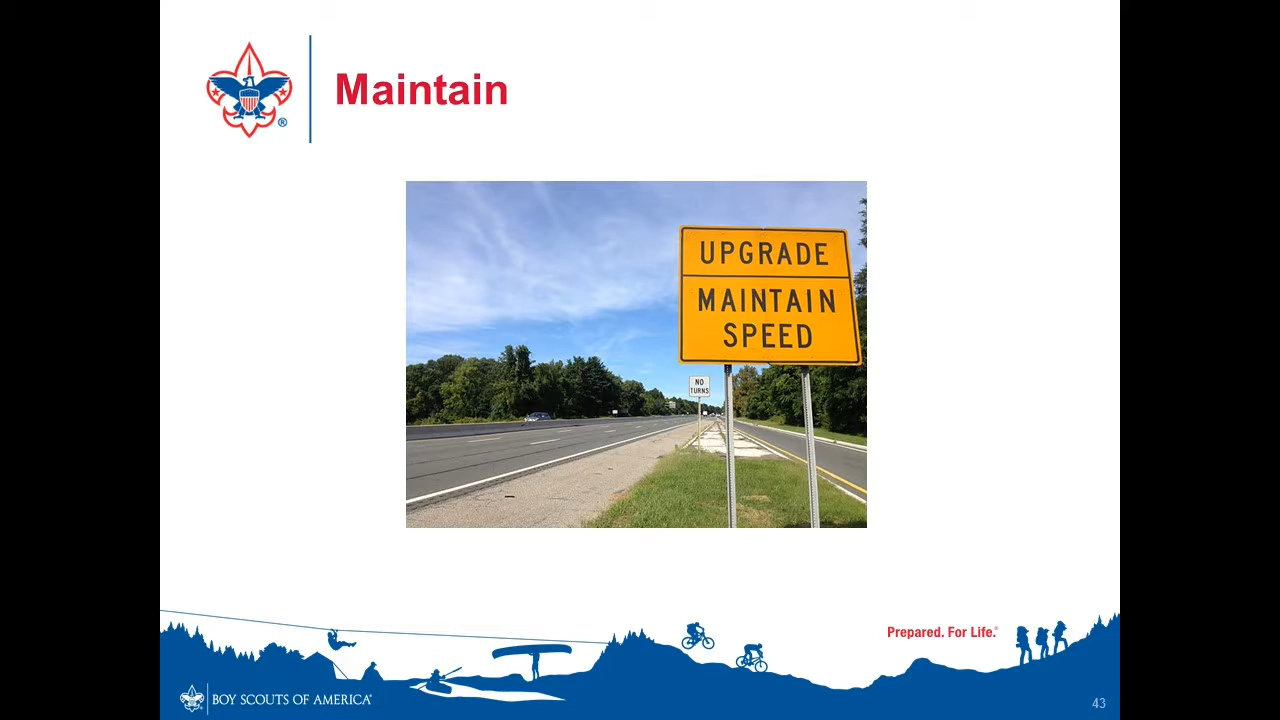 Maintain
®
UPGRADE
MAINTAIN
SPEED
NO
TURNS
Prepared. For Life.®
BOY SCOUTS OF AMERICA®
43